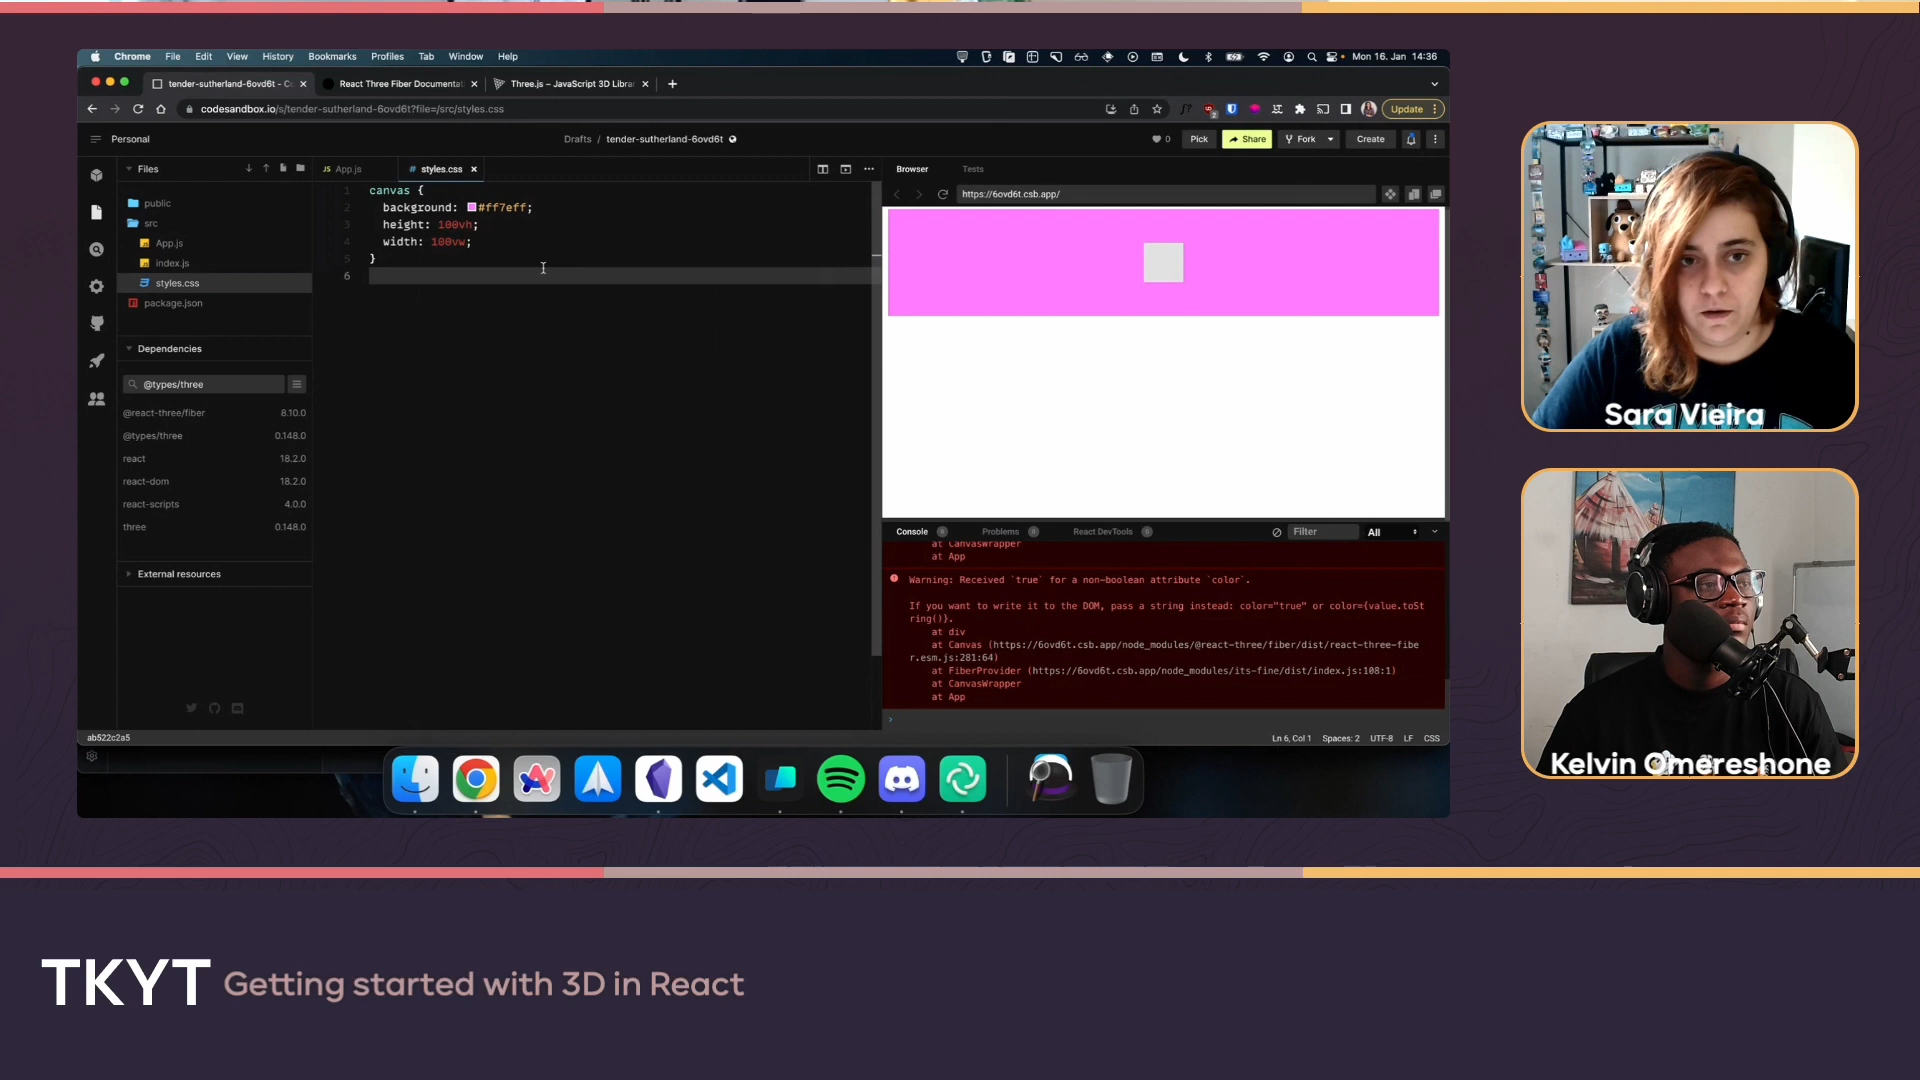 Chrome File Edit View History Bookmarks Profiles Tab Window Help
Mon 16. Jan 14:36
tender-sutherland-6ovd6t - Co
React Three Fiber Documentat
Three.js – JavaScript 3D Librar
codesandbox.io/s/tender-sutherland-6ovd6t?file=/src/styles.css
Update
Personal
Drafts / tender-sutherland-6ovd6t
0
Pick
Share
Fork
Create
Files
public
src
App.js
index.js
styles.css
package.json
Dependencies
@types/three
@react-three/fiber 8.10.0
@types/three 0.148.0
react 18.2.0
react-dom 18.2.0
react-scripts 4.0.0
three 0.148.0
External resources
JS App.js
# styles.css
1 canvas {
2 background: #ff7eff;
3 height: 100vh;
4 width: 100vw;
5 }
6
Browser Tests
https://6ovd6t.csb.app/
Console Problems React DevTools
Filter
All
at CanvasWrapper
at App
Warning: Received `true` for a non-boolean attribute `color`.
If you want to write it to the DOM, pass a string instead: color="true" or color={value.toSt
ring()}.
at div
at Canvas (https://6ovd6t.csb.app/node_modules/@react-three/fiber/dist/react-three-fibe
r.esm.js:281:64)
at FiberProvider (https://6ovd6t.csb.app/node_modules/its-fine/dist/index.js:108:1)
at CanvasWrapper
at App
ab522c2a5
Ln 6, Col 1 Spaces: 2 UTF-8 LF CSS
Sara Vieira
Kelvin Omereshone
TKYT Getting started with 3D in React